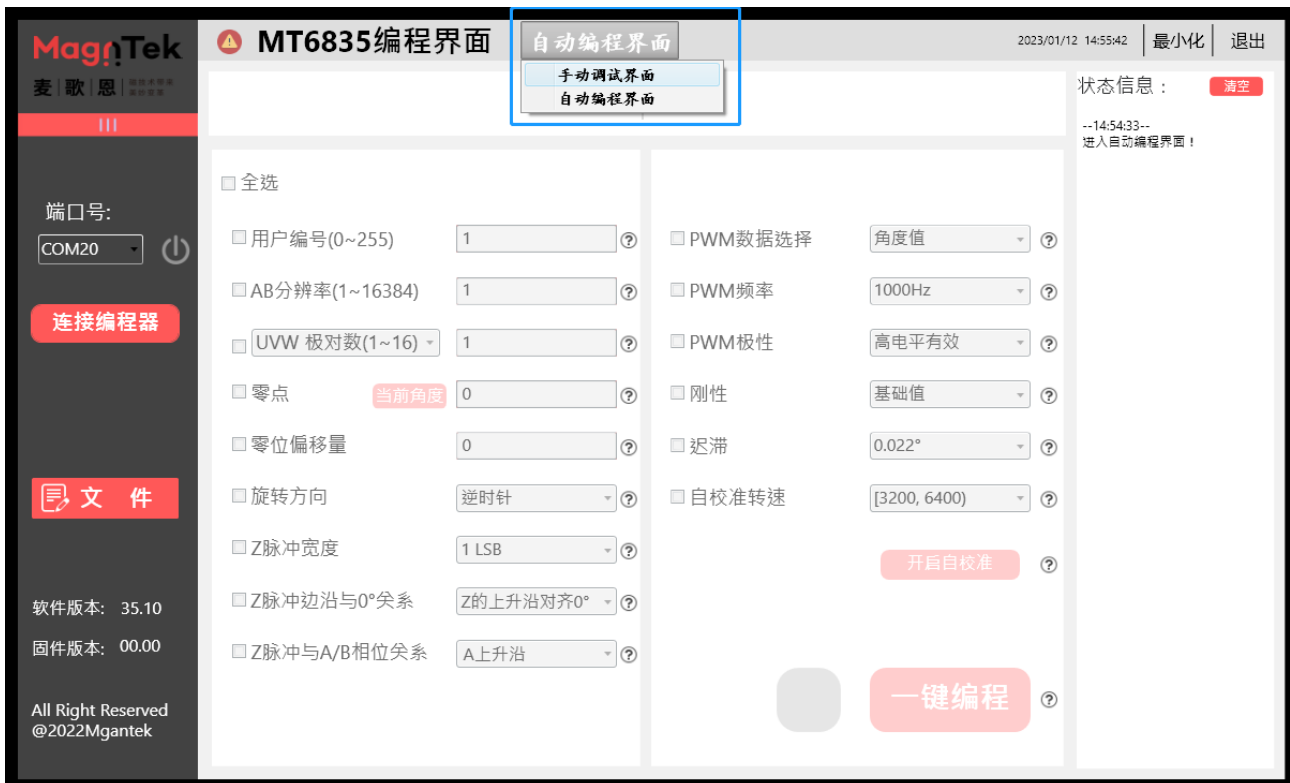 MagnTek
麦|歌|恩
MT6835编程界面
自动编程界面
手动调试界面
自动编程界面
2023/01/12 14:55:42
最小化
退出
状态信息:
清空
--14:54:33--
进入自动编程界面!
端口号:
COM20
连接编程器
文 件
软件版本: 35.10
固件版本: 00.00
All Right Reserved
@2022Mgantek
全选
用户编号(0~255) 1
AB分辨率(1~16384) 1
UVW 极对数(1~16) 1
零点 当前角度 0
零位偏移量 0
旋转方向 逆时针
Z脉冲宽度 1 LSB
Z脉冲边沿与0°关系 Z的上升沿对齐0°
Z脉冲与A/B相位关系 A上升沿
PWM数据选择 角度值
PWM频率 1000Hz
PWM极性 高电平有效
刚性 基础值
迟滞 0.022°
自校准转速 [3200, 6400)
开启自校准
一键编程